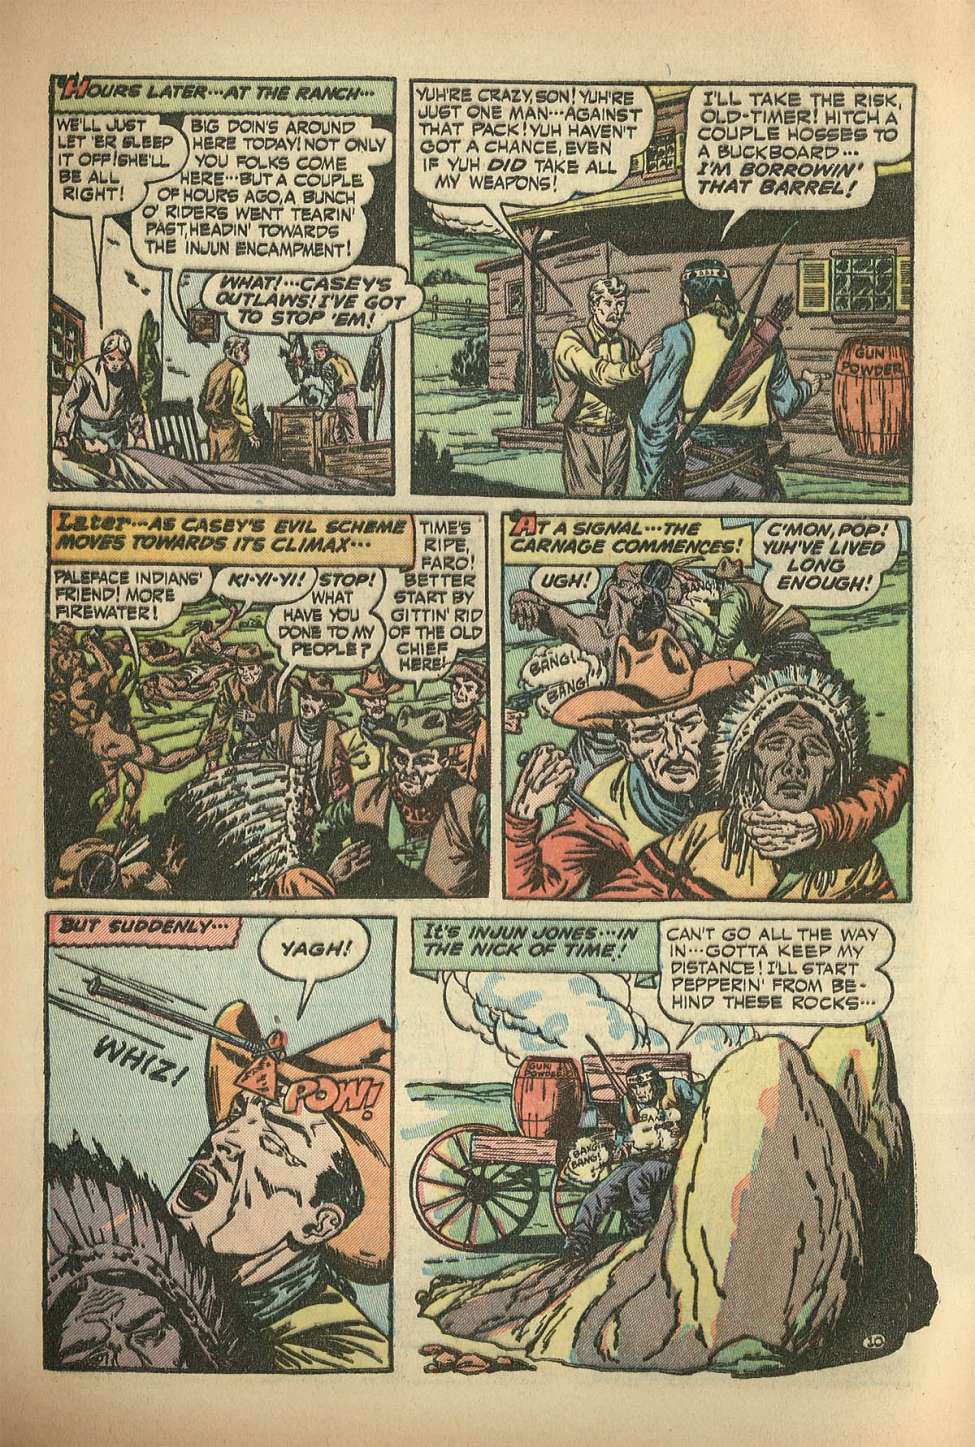 HOURS LATER...AT THE RANCH...
WE'LL JUST
LET 'ER SLEEP
IT OFF! SHE'LL
BE ALL
RIGHT!
BIG DOIN'S AROUND
HERE TODAY! NOT ONLY
YOU FOLKS COME
HERE...BUT A COUPLE
OF HOURS AGO, A BUNCH
O' RIDERS WENT TEARIN'
PAST, HEADIN' TOWARDS
THE INJUN ENCAMPMENT!
WHAT!...CASEY'S
OUTLAWS! I'VE GOT
TO STOP 'EM!
YUH'RE CRAZY, SON! YUH'RE
JUST ONE MAN...AGAINST
THAT PACK! YUH HAVEN'T
GOT A CHANCE, EVEN
IF YUH DID TAKE ALL
MY WEAPONS!
I'LL TAKE THE RISK,
OLD-TIMER! HITCH A
COUPLE HOSSES TO
A BUCKBOARD...
I'M BORROWIN'
THAT BARREL!
GUN
POWDER
Later...AS CASEY'S EVIL SCHEME
MOVES TOWARDS ITS CLIMAX...
PALEFACE INDIANS'
FRIEND! MORE
FIREWATER!
KI-YI-YI!
STOP!
WHAT
HAVE YOU
DONE TO MY
PEOPLE?
TIME'S
RIPE,
FARO!
BETTER
START BY
GITTIN' RID
OF THE OLD
CHIEF
HERE!
AT A SIGNAL...THE
CARNAGE COMMENCES!
UGH!
C'MON, POP!
YUH'VE LIVED
LONG
ENOUGH!
BANG!
BANG!
BUT SUDDENLY...
YAGH!
WHIZ!
POW!
IT'S INJUN JONES...IN
THE NICK OF TIME!
CAN'T GO ALL THE WAY
IN...GOTTA KEEP MY
DISTANCE! I'LL START
PEPPERIN' FROM BE-
HIND THESE ROCKS...
GUN
POWDER
BANG!
BANG!
BANG!
10